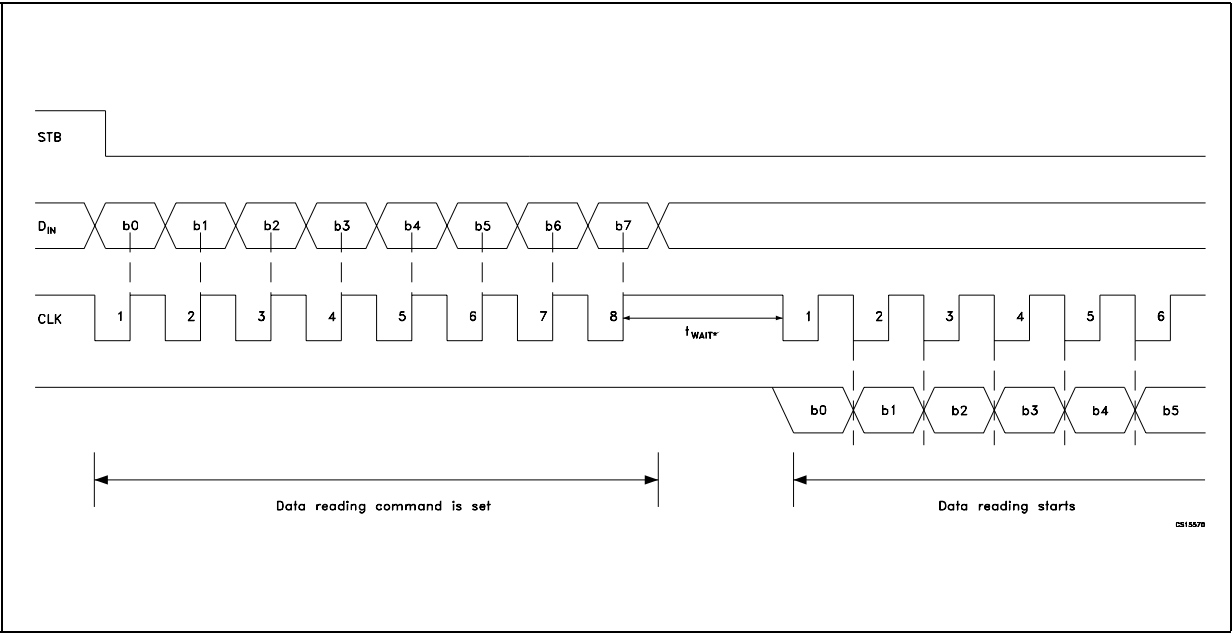 STB
DIN b0 b1 b2 b3 b4 b5 b6 b7
CLK 1 2 3 4 5 6 7 8 tWAIT* 1 2 3 4 5 6
b0 b1 b2 b3 b4 b5
Data reading command is set
Data reading starts
CS15570